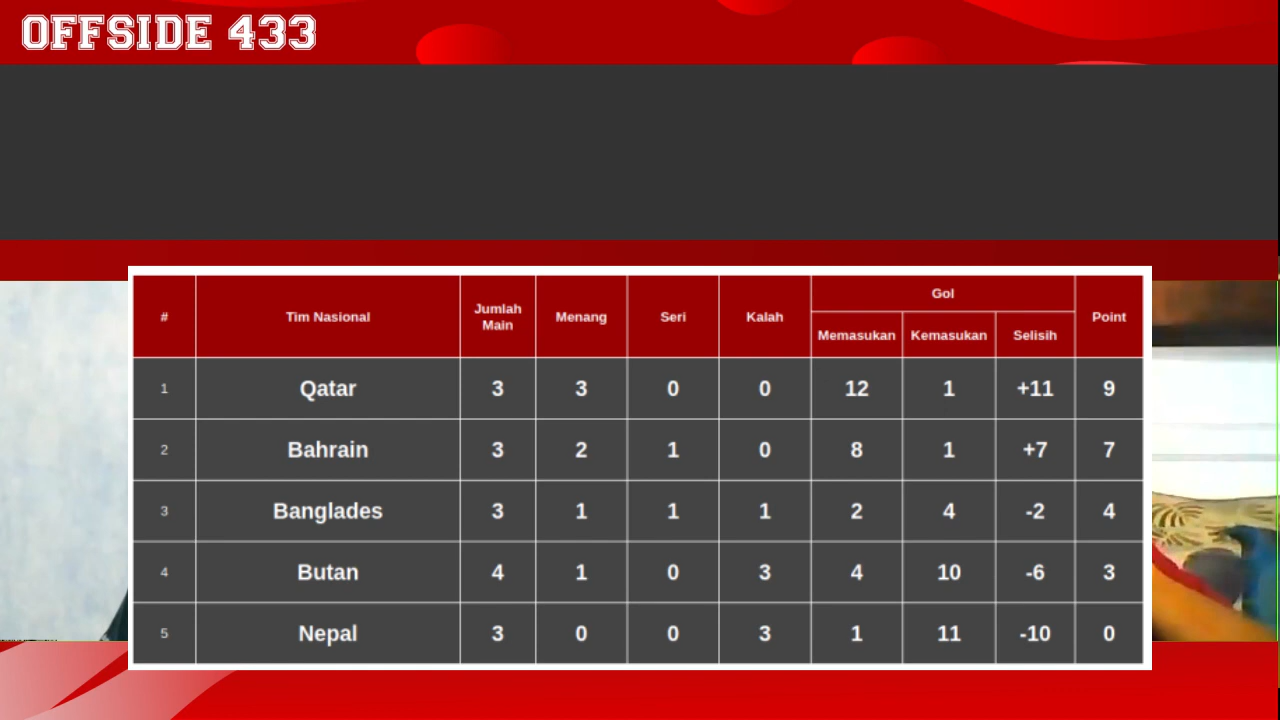 OFFSIDE 433
# Tim Nasional Jumlah Main Menang Seri Kalah Gol Memasukan Kemasukan Selisih Point
1 Qatar 3 3 0 0 12 1 +11 9
2 Bahrain 3 2 1 0 8 1 +7 7
3 Banglades 3 1 1 1 2 4 -2 4
4 Butan 4 1 0 3 4 10 -6 3
5 Nepal 3 0 0 3 1 11 -10 0